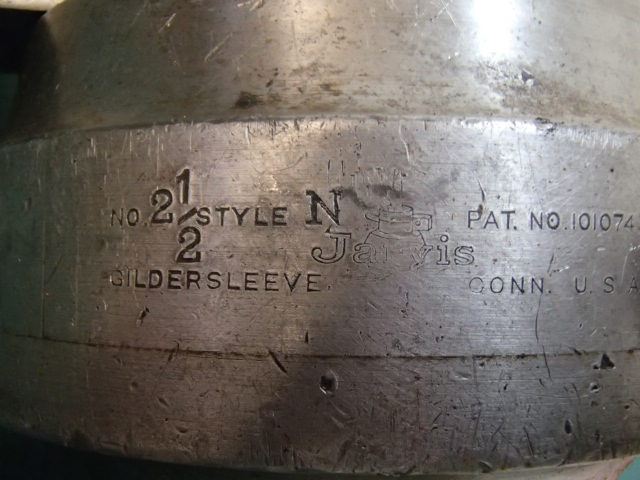 NO. 2 1/2 STYLE N PAT. NO. 101074
Jarvis
GILDERSLEEVE. CONN. U.S.A